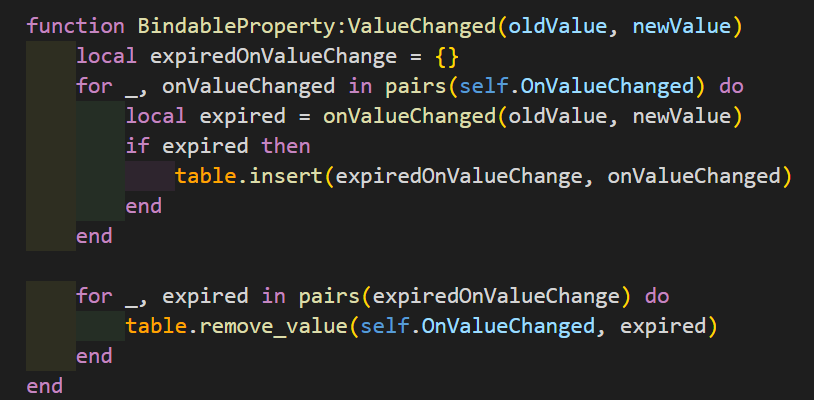 function BindableProperty:ValueChanged(oldValue, newValue)
    local expiredOnValueChange = {}
    for _, onValueChanged in pairs(self.OnValueChanged) do
        local expired = onValueChanged(oldValue, newValue)
        if expired then
            table.insert(expiredOnValueChange, onValueChanged)
        end
    end

    for _, expired in pairs(expiredOnValueChange) do
        table.remove_value(self.OnValueChanged, expired)
    end
end